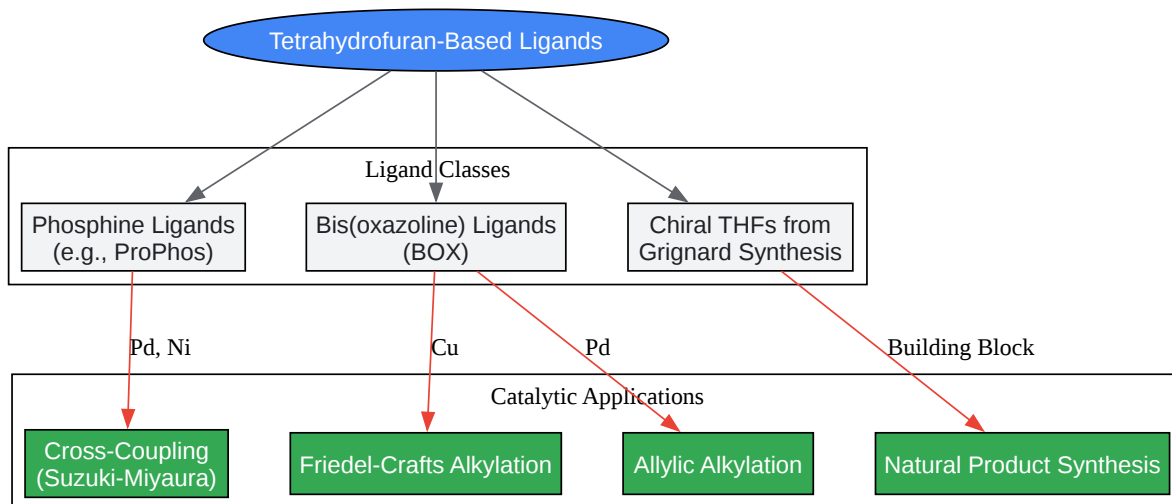 Tetrahydrofuran-Based Ligands
Ligand Classes
Phosphine Ligands
(e.g., ProPhos)
Bis(oxazoline) Ligands
(BOX)
Chiral THFs from
Grignard Synthesis
Pd, Ni
Cu
Pd
Building Block
Catalytic Applications
Cross-Coupling
(Suzuki-Miyaura)
Friedel-Crafts Alkylation
Allylic Alkylation
Natural Product Synthesis